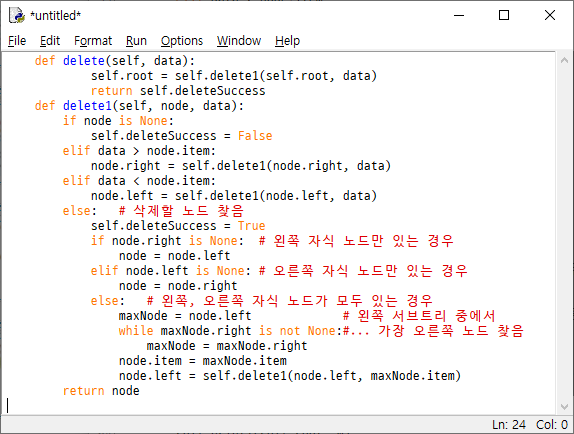 *untitled*
File Edit Format Run Options Window Help
    def delete(self, data):
            self.root = self.delete1(self.root, data)
            return self.deleteSuccess
    def delete1(self, node, data):
        if node is None:
            self.deleteSuccess = False
        elif data > node.item:
            node.right = self.delete1(node.right, data)
        elif data < node.item:
            node.left = self.delete1(node.left, data)
        else:   # 삭제할 노드 찾음
            self.deleteSuccess = True
            if node.right is None:  # 왼쪽 자식 노드만 있는 경우
                node = node.left
            elif node.left is None: # 오른쪽 자식 노드만 있는 경우
                node = node.right
            else:   # 왼쪽, 오른쪽 자식 노드가 모두 있는 경우
                maxNode = node.left             # 왼쪽 서브트리 중에서
                while maxNode.right is not None:#... 가장 오른쪽 노드 찾음
                    maxNode = maxNode.right
                node.item = maxNode.item
                node.left = self.delete1(node.left, maxNode.item)
        return node
Ln: 24 Col: 0